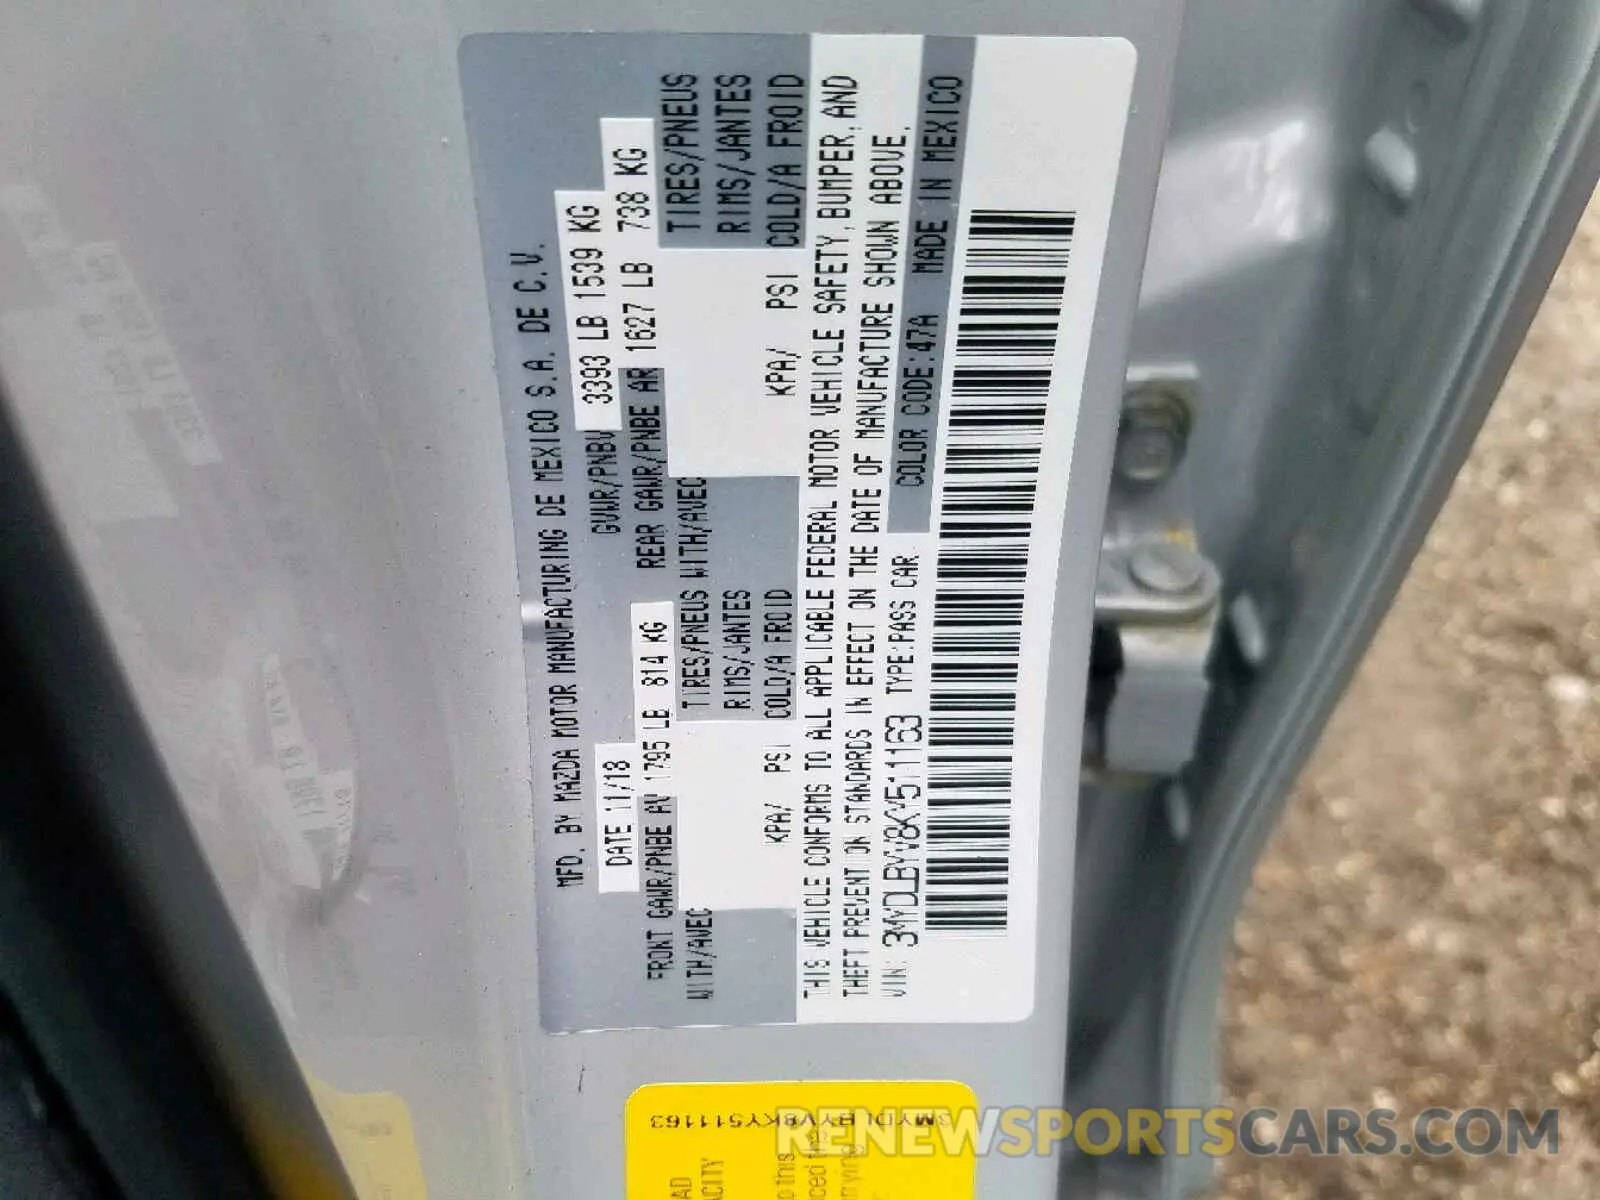 MFD. BY MAZDA MOTOR MANUFACTURING DE MEXICO S.A. DE C.V.
DATE 11/18 GVWR/PNBV 3393 LB 1539 KG
FRONT GAWR/PNBE AV 1795 LB 814 KG REAR GAWR/PNBE AR 1627 LB 738 KG
WITH/AVEC TIRES/PNEUS WITH/AVEC TIRES/PNEUS
RIMS/JANTES RIMS/JANTES
KPA/ PSI COLD/A FROID KPA/ PSI COLD/A FROID
THIS VEHICLE CONFORMS TO ALL APPLICABLE FEDERAL MOTOR VEHICLE SAFETY, BUMPER, AND
THEFT PREVENTION STANDARDS IN EFFECT ON THE DATE OF MANUFACTURE SHOWN ABOVE.
VIN: 3MYDLBYV8KY511163 TYPE:PASS CAR COLOR CODE:47A MADE IN MEXICO
3MYDLBYV8KY511163
RENEWSPORTSCARS.COM